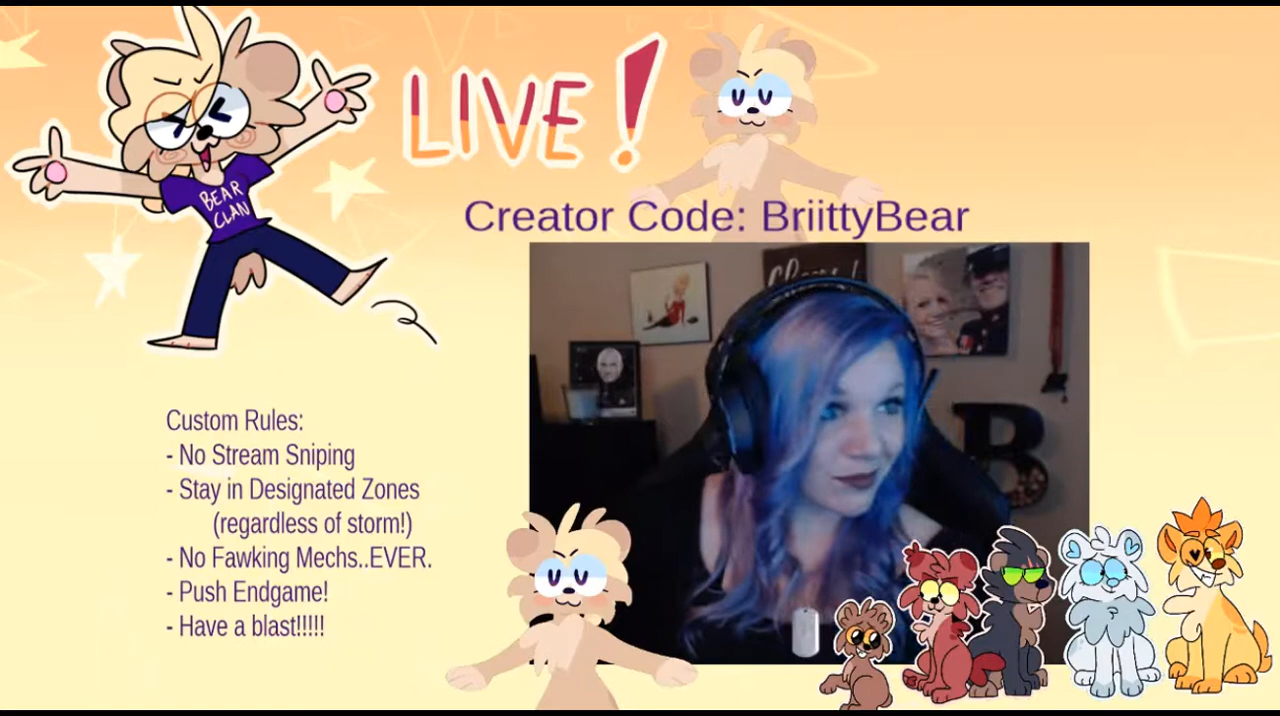 LIVE!
BEAR
CLAN
Creator Code: BriittyBear
Cheers!
Custom Rules:
- No Stream Sniping
- Stay in Designated Zones
(regardless of storm!)
- No Fawking Mechs..EVER.
- Push Endgame!
- Have a blast!!!!!
B